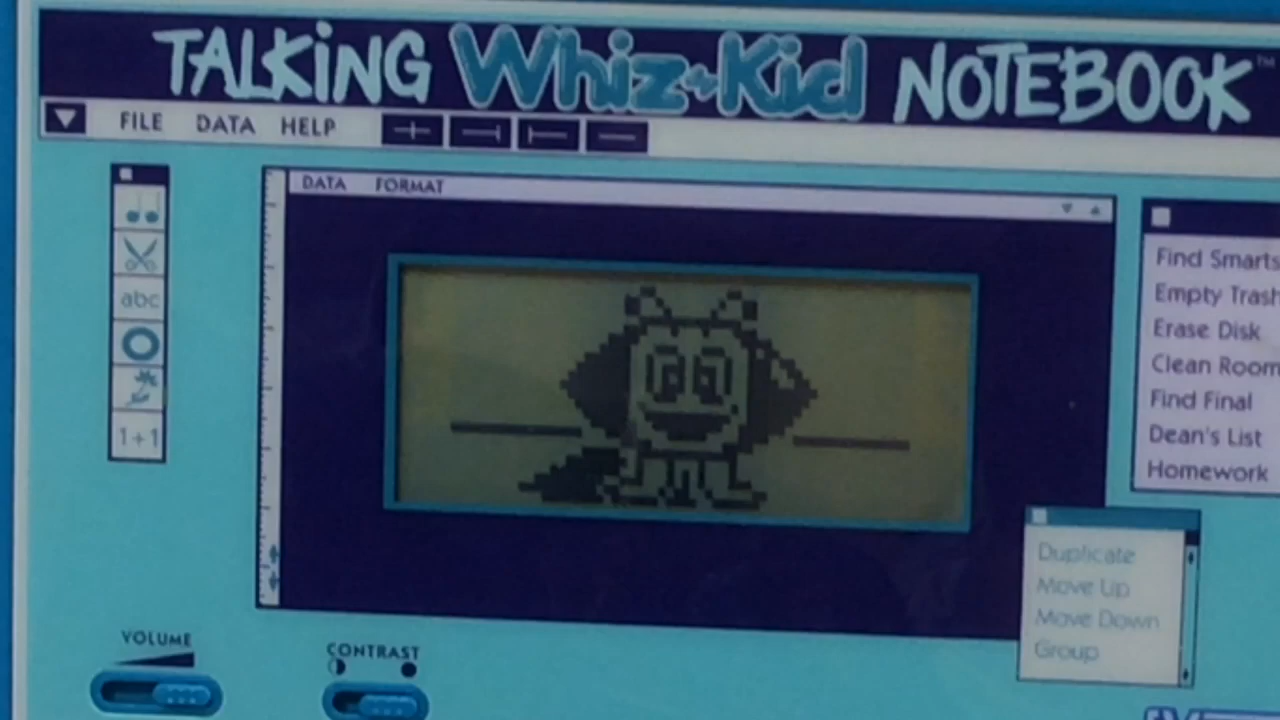 TALKING Whiz-Kid NOTEBOOK™
FILE DATA HELP
DATA FORMAT
abc
1+1
Find Smarts
Empty Trash
Erase Disk
Clean Room
Find Final
Dean's List
Homework
Duplicate
Move Up
Move Down
Group
VOLUME
CONTRAST